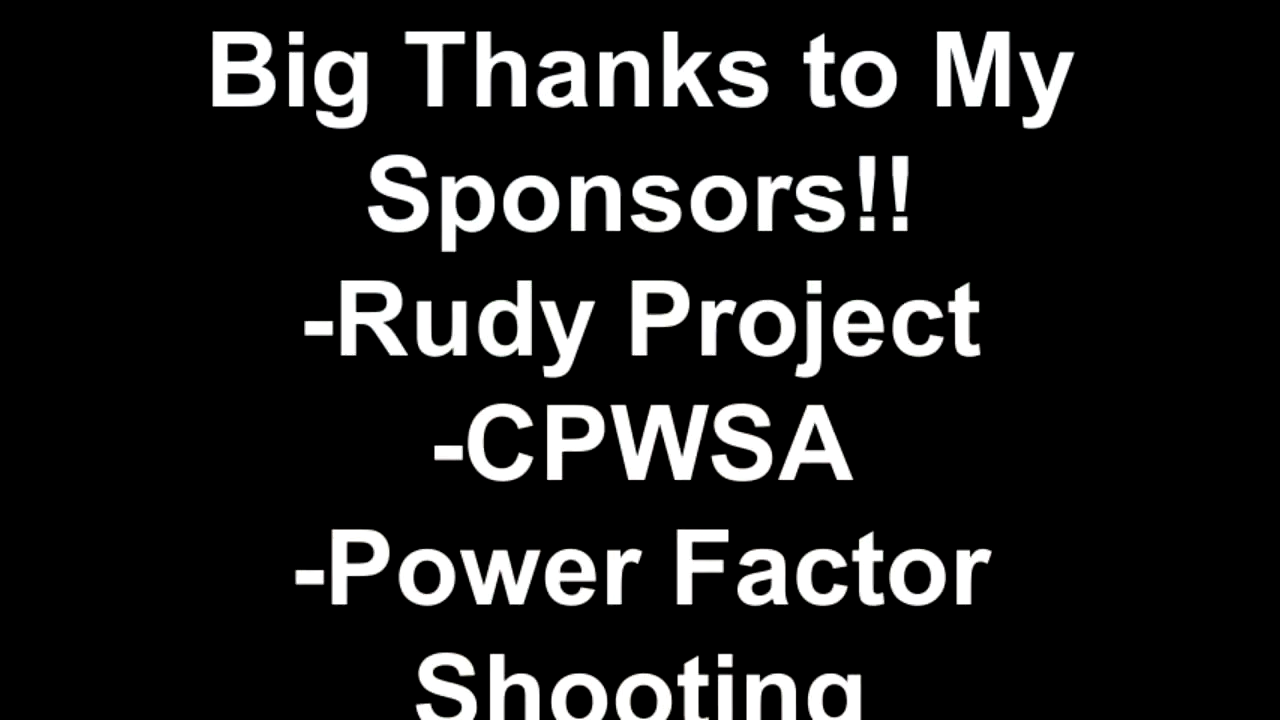 Big Thanks to My
Sponsors!!
-Rudy Project
-CPWSA
-Power Factor
Shooting